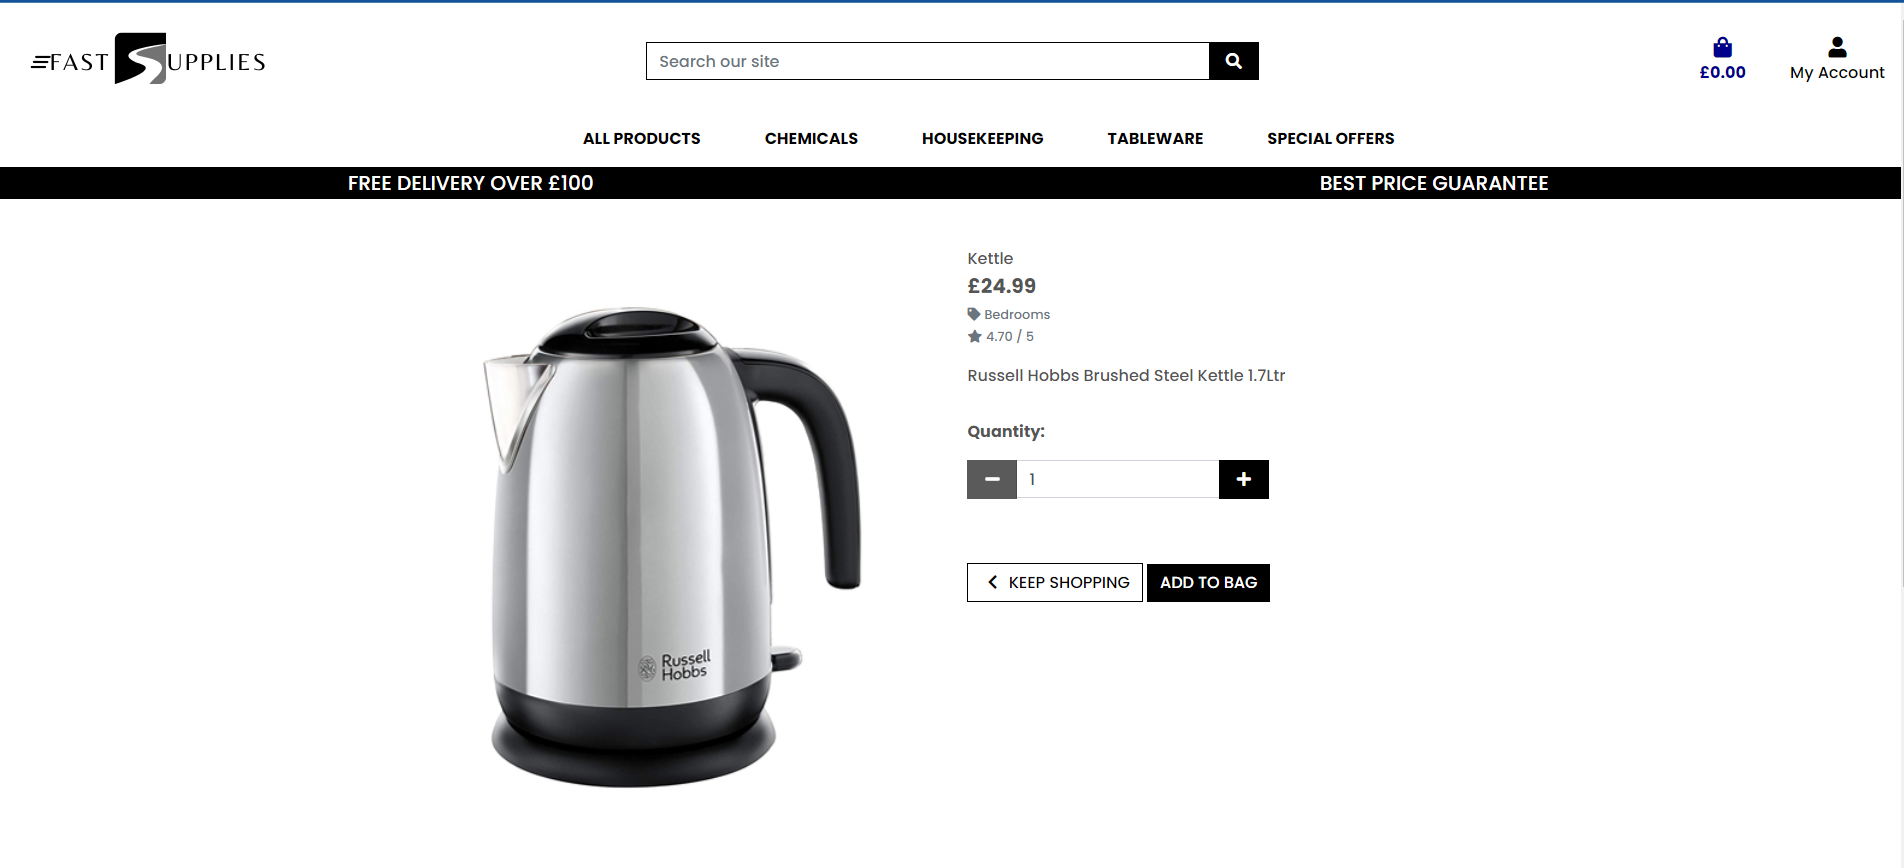 FAST SUPPLIES
Search our site
£0.00
My Account
ALL PRODUCTS
CHEMICALS
HOUSEKEEPING
TABLEWARE
SPECIAL OFFERS
FREE DELIVERY OVER £100
BEST PRICE GUARANTEE
Kettle
£24.99
Bedrooms
4.70 / 5
Russell Hobbs Brushed Steel Kettle 1.7Ltr
Quantity:
1
KEEP SHOPPING
ADD TO BAG
Russell
Hobbs